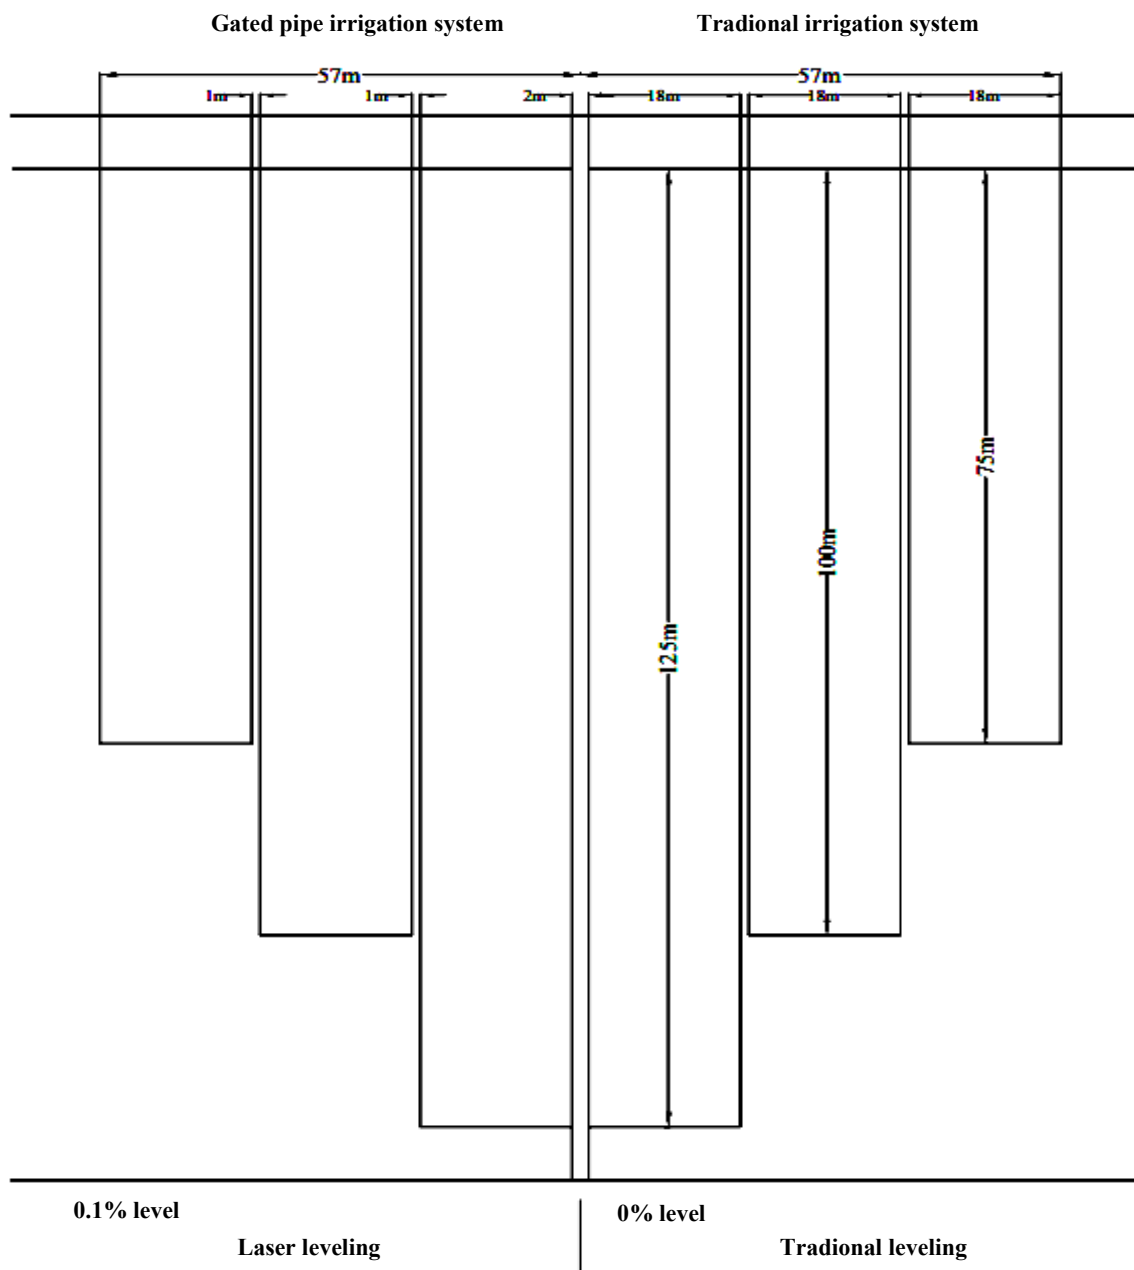 Gated pipe irrigation system
Tradional irrigation system
57m
57m
1m
1m
2m
18m
18m
18m
75m
100m
125m
0.1% level
0% level
Laser leveling
Tradional leveling